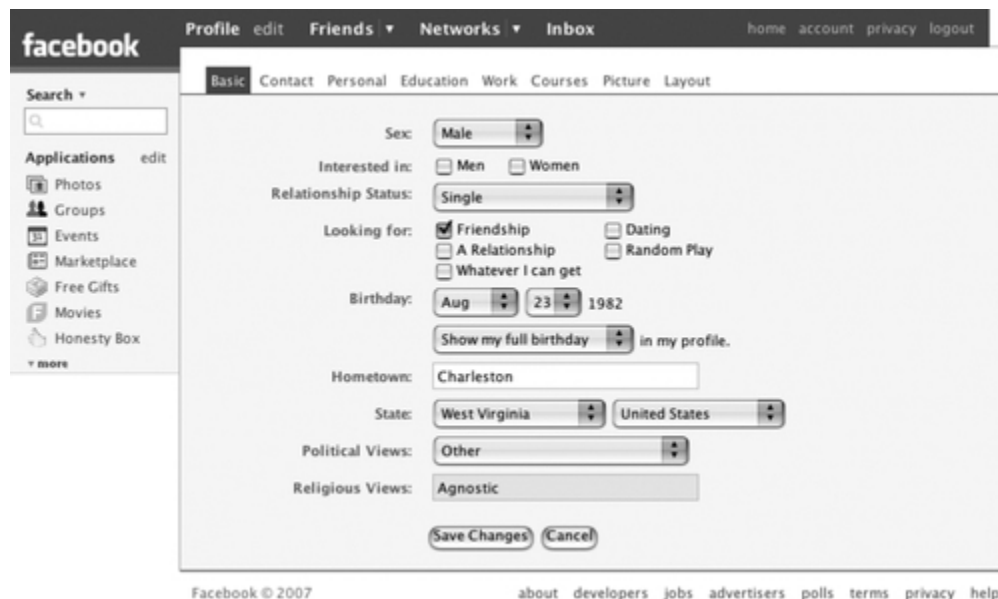 facebook
Profile edit Friends Networks Inbox
home account privacy logout
Search
Applications edit
Photos
Groups
Events
Marketplace
Free Gifts
Movies
Honesty Box
more
Basic Contact Personal Education Work Courses Picture Layout
Sex: Male
Interested in: Men Women
Relationship Status: Single
Looking for: Friendship Dating
A Relationship Random Play
Whatever I can get
Birthday: Aug 23 1982
Show my full birthday in my profile.
Hometown: Charleston
State: West Virginia United States
Political Views: Other
Religious Views: Agnostic
Save Changes Cancel
Facebook © 2007
about developers jobs advertisers polls terms privacy help